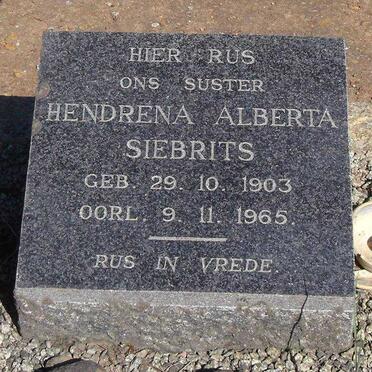 HIER RUS
ONS SUSTER
HENDRENA ALBERTA
SIEBRITS
GEB. 29. 10. 1903
OORL. 9. 11. 1965.
RUS IN VREDE.